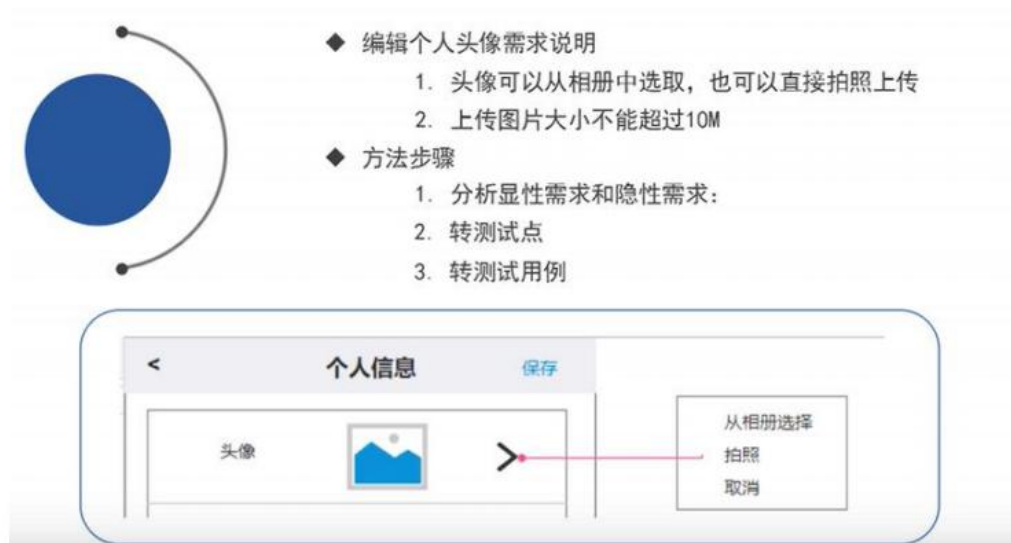 ◆ 编辑个人头像需求说明
1. 头像可以从相册中选取，也可以直接拍照上传
2. 上传图片大小不能超过10M
◆ 方法步骤
1. 分析显性需求和隐性需求：
2. 转测试点
3. 转测试用例
< 个人信息 保存
头像 >
从相册选择
拍照
取消